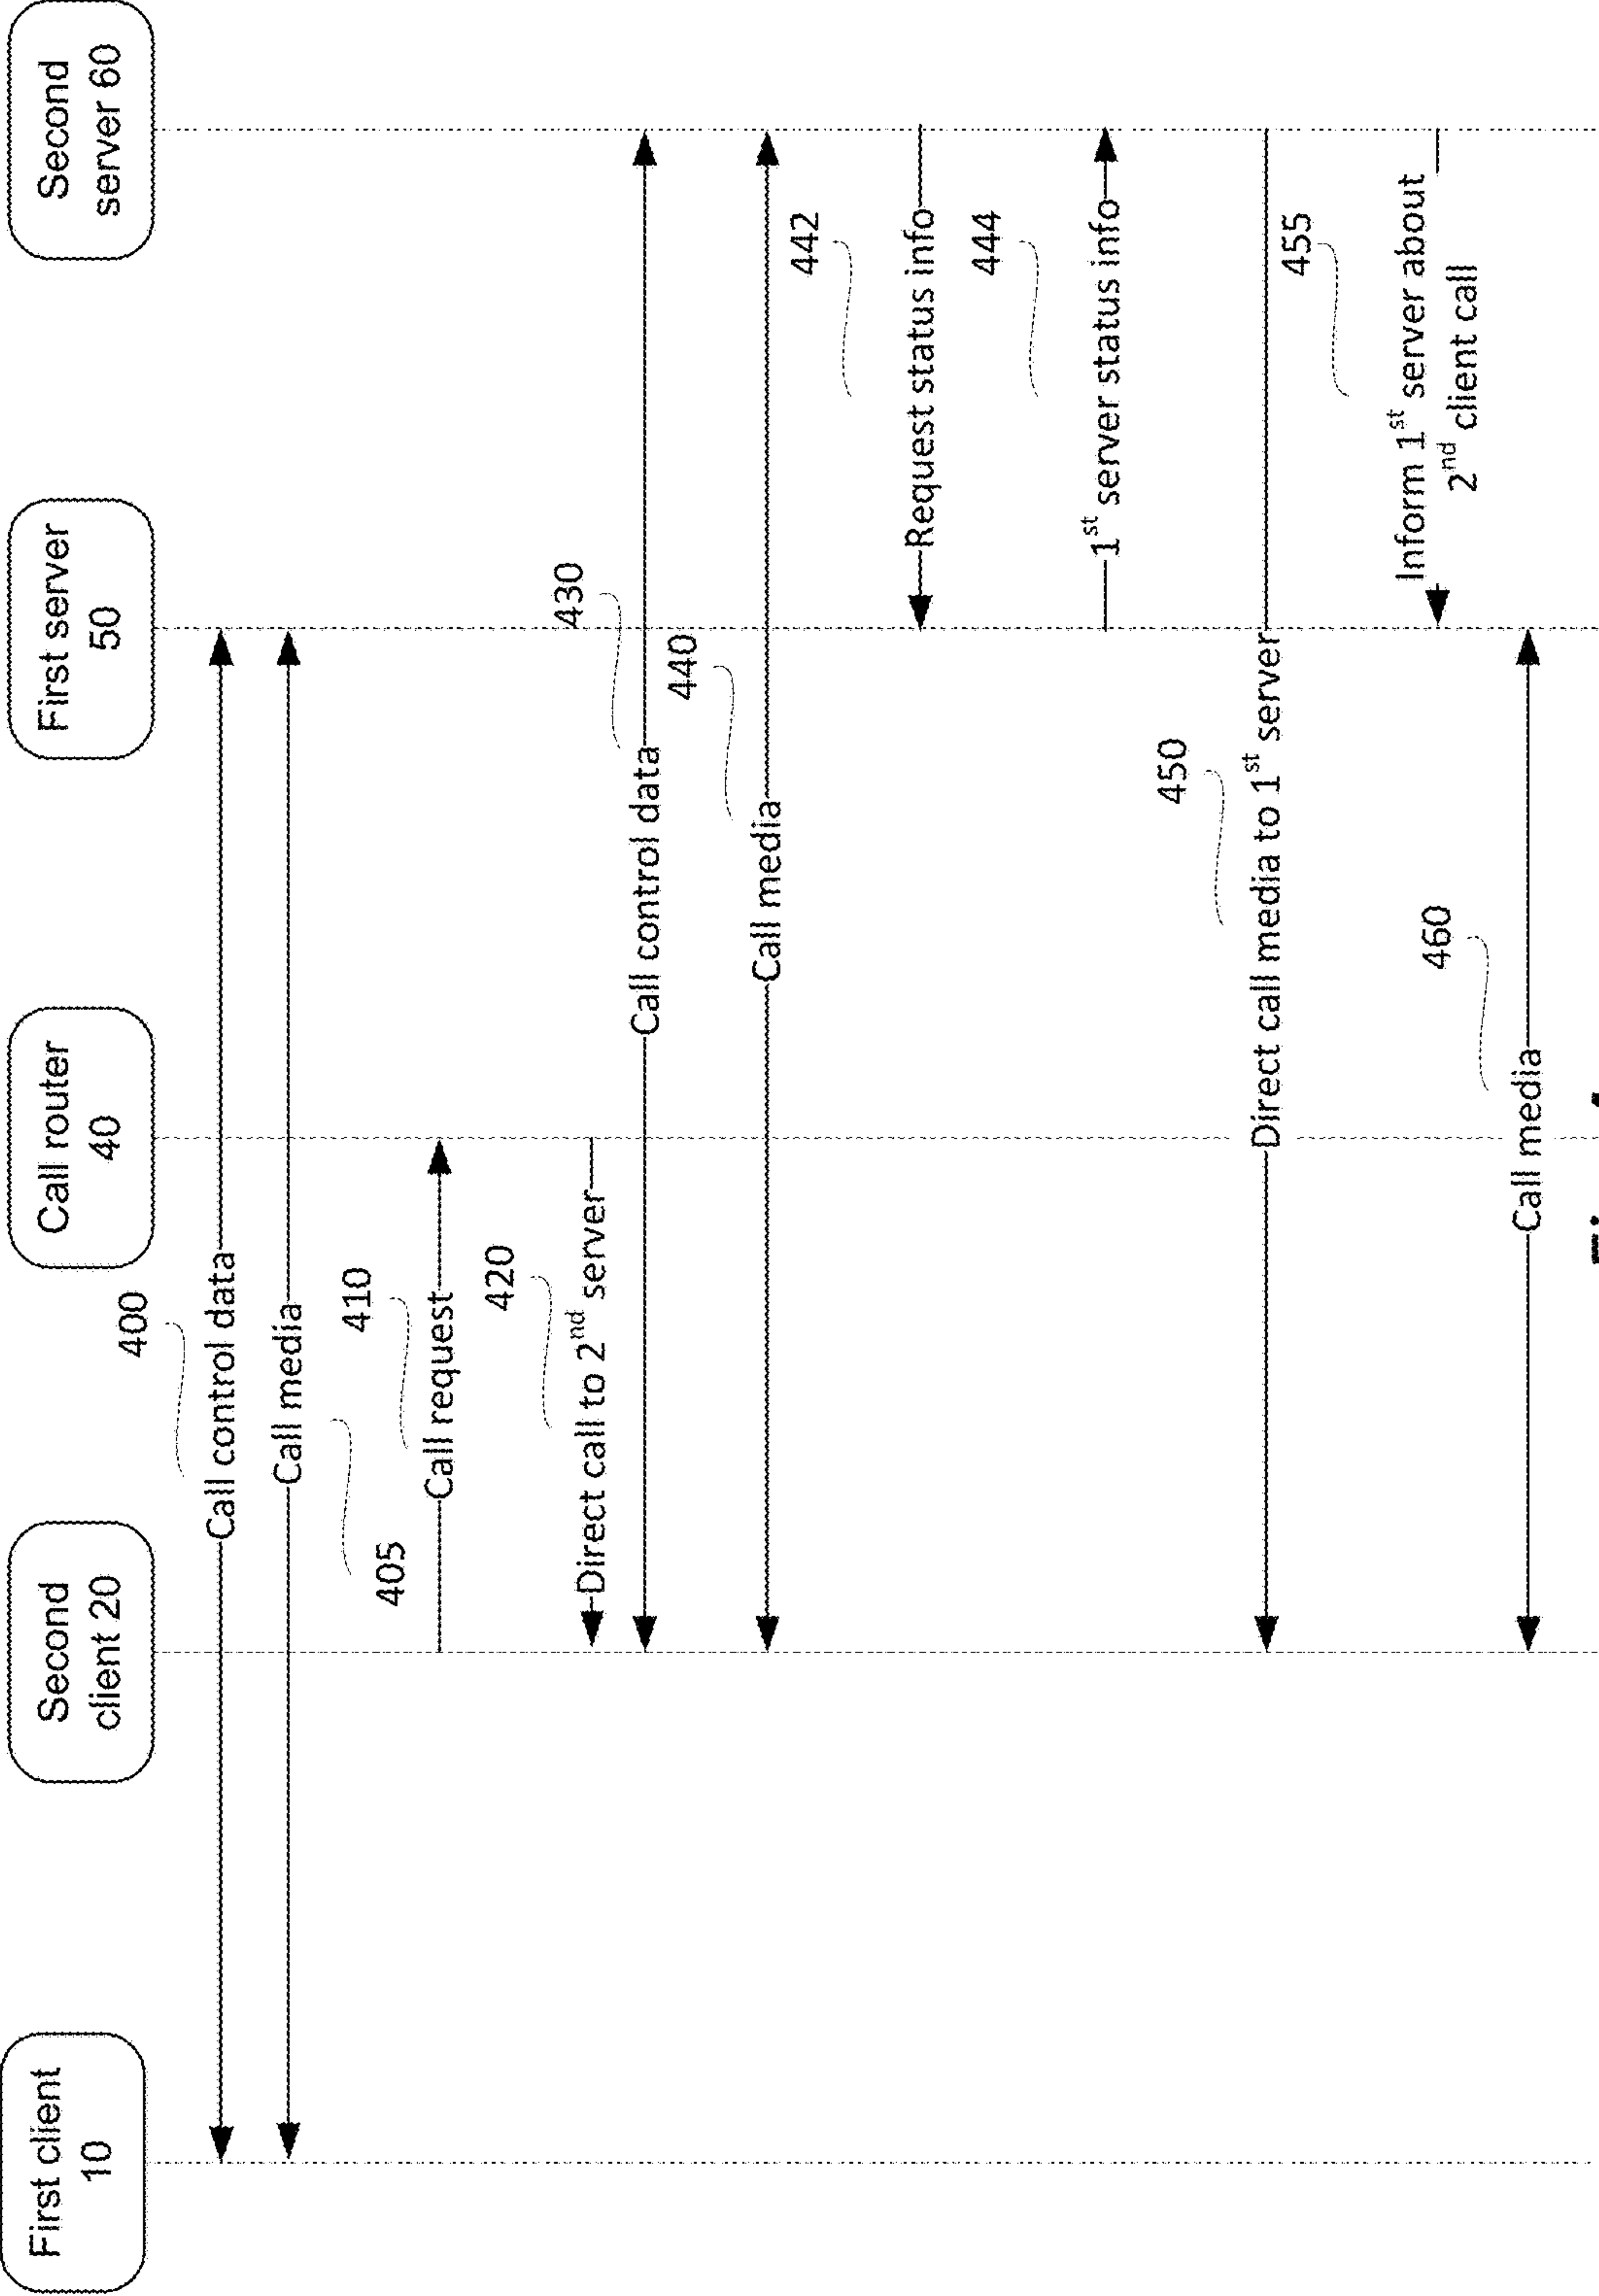 First client
10
Second
client 20
Call router
40
First server
50
Second
server 60
400
Call control data
Call media
405
410
Call request
420
Direct call to 2nd server
430
Call control data
440
Call media
442
Request status info
444
1st server status info
450
Direct call media to 1st server
455
Inform 1st server about
2nd client call
460
Call media